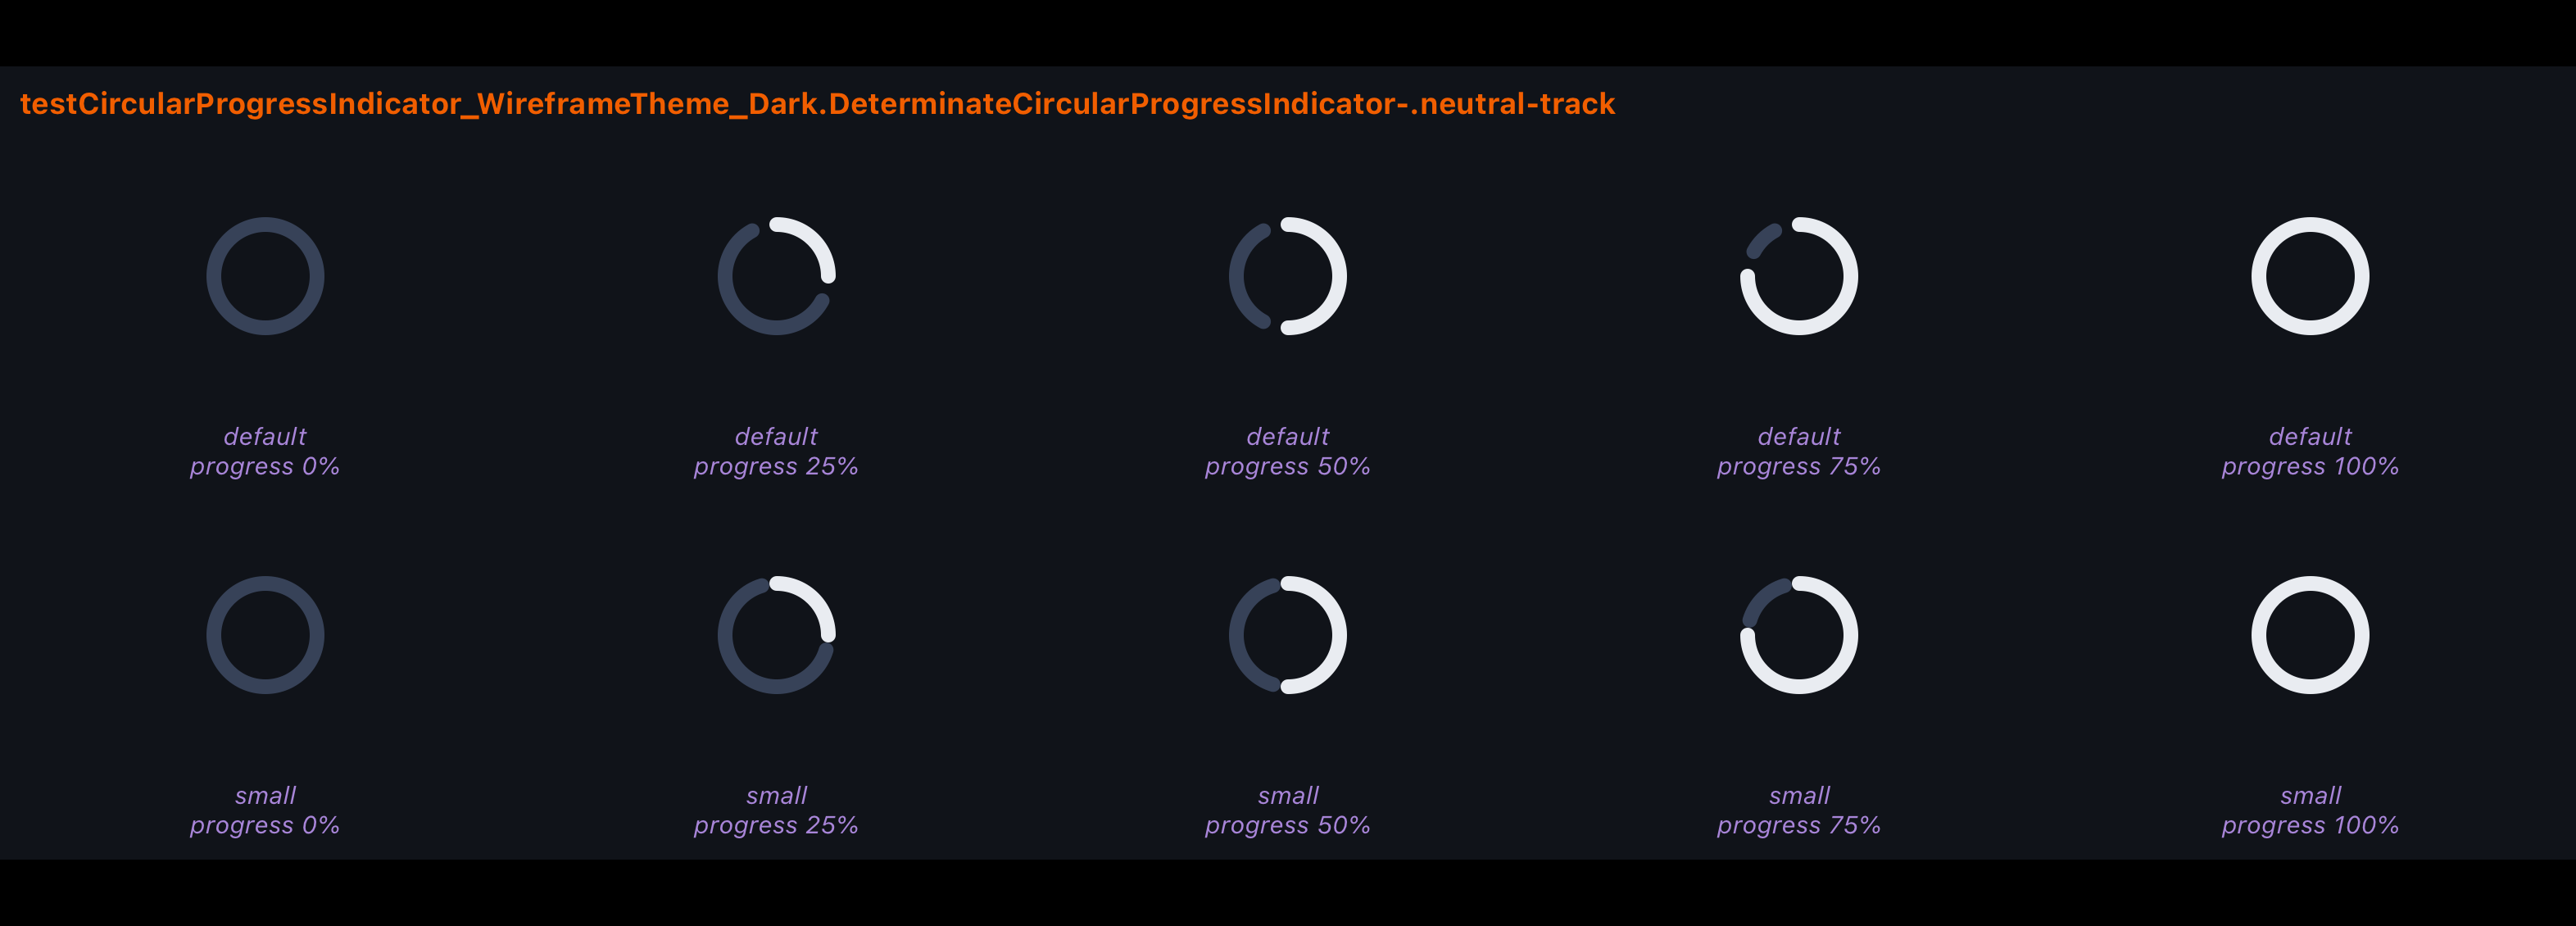 testCircularProgressIndicator_WireframeTheme_Dark.DeterminateCircularProgressIndicator-.neutral-track
default
progress 0%
default
progress 25%
default
progress 50%
default
progress 75%
default
progress 100%
small
progress 0%
small
progress 25%
small
progress 50%
small
progress 75%
small
progress 100%